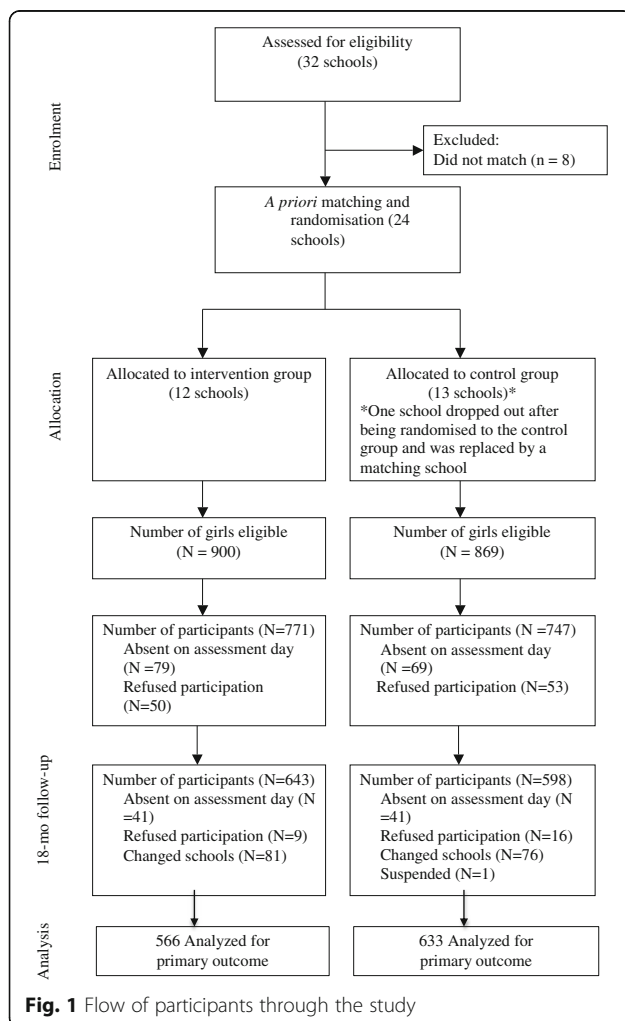 Assessed for eligibility
(32 schools)
Enrolment
Excluded:
Did not match (n = 8)
A priori matching and
randomisation (24
schools)
Allocation
Allocated to intervention group
(12 schools)
Allocated to control group
(13 schools)*
*One school dropped out after
being randomised to the control
group and was replaced by a
matching school
Number of girls eligible
(N = 900)
Number of girls eligible
(N = 869)
Number of participants (N=771)
Absent on assessment day
(N =79)
Refused participation
(N=50)
Number of participants (N =747)
Absent on assessment day
(N =69)
Refused participation (N=53)
18-mo follow-up
Number of participants (N=643)
Absent on assessment day (N
=41)
Refused participation (N=9)
Changed schools (N=81)
Number of participants (N=598)
Absent on assessment day (N
=41)
Refused participation (N=16)
Changed schools (N=76)
Suspended (N=1)
Analysis
566 Analyzed for
primary outcome
633 Analyzed for
primary outcome
Fig. 1 Flow of participants through the study